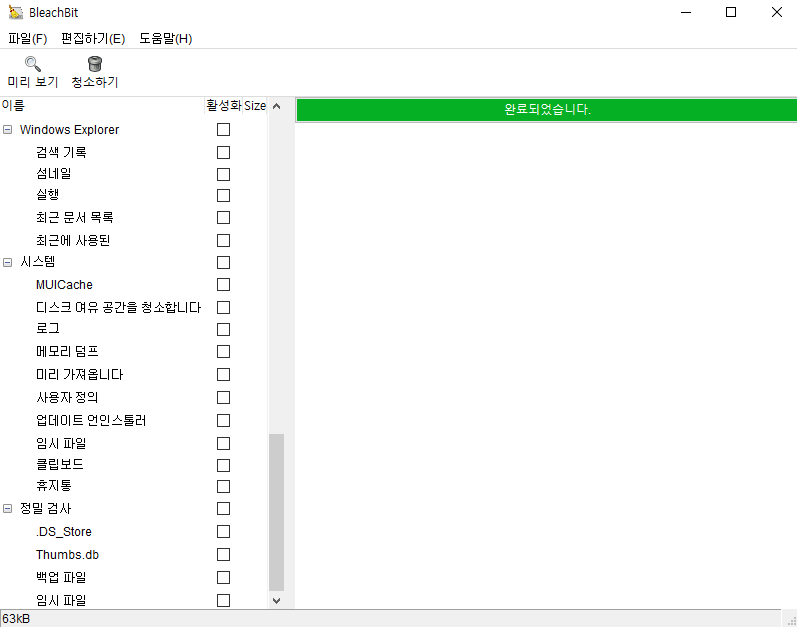 BleachBit
파일(F) 편집하기(E) 도움말(H)
미리 보기 청소하기
이름 활성화 Size
완료되었습니다.
Windows Explorer
검색 기록
섬네일
실행
최근 문서 목록
최근에 사용된
시스템
MUICache
디스크 여유 공간을 청소합니다
로그
메모리 덤프
미리 가져옵니다
사용자 정의
업데이트 언인스톨러
임시 파일
클립보드
휴지통
정밀 검사
.DS_Store
Thumbs.db
백업 파일
임시 파일
63kB